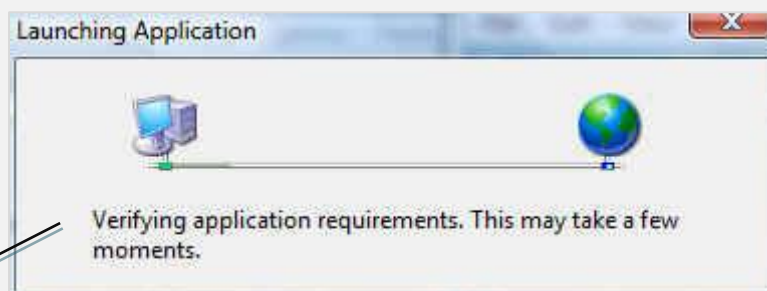 Launching Application
Verifying application requirements. This may take a few
moments.